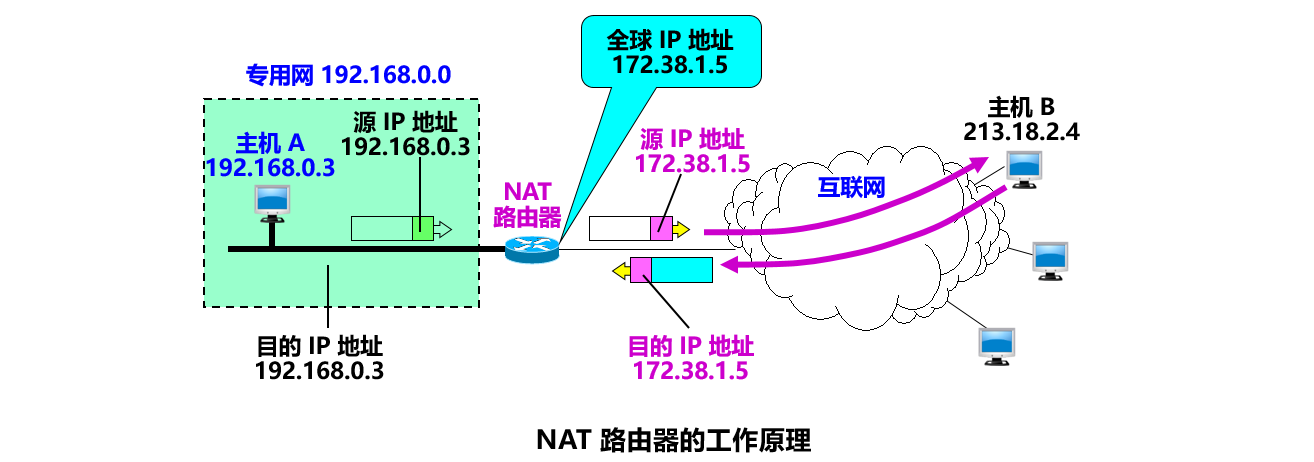 全球 IP 地址
172.38.1.5
专用网 192.168.0.0
源 IP 地址
192.168.0.3
主机 A
192.168.0.3
NAT
路由器
源 IP 地址
172.38.1.5
互联网
主机 B
213.18.2.4
目的 IP 地址
192.168.0.3
目的 IP 地址
172.38.1.5
NAT 路由器的工作原理